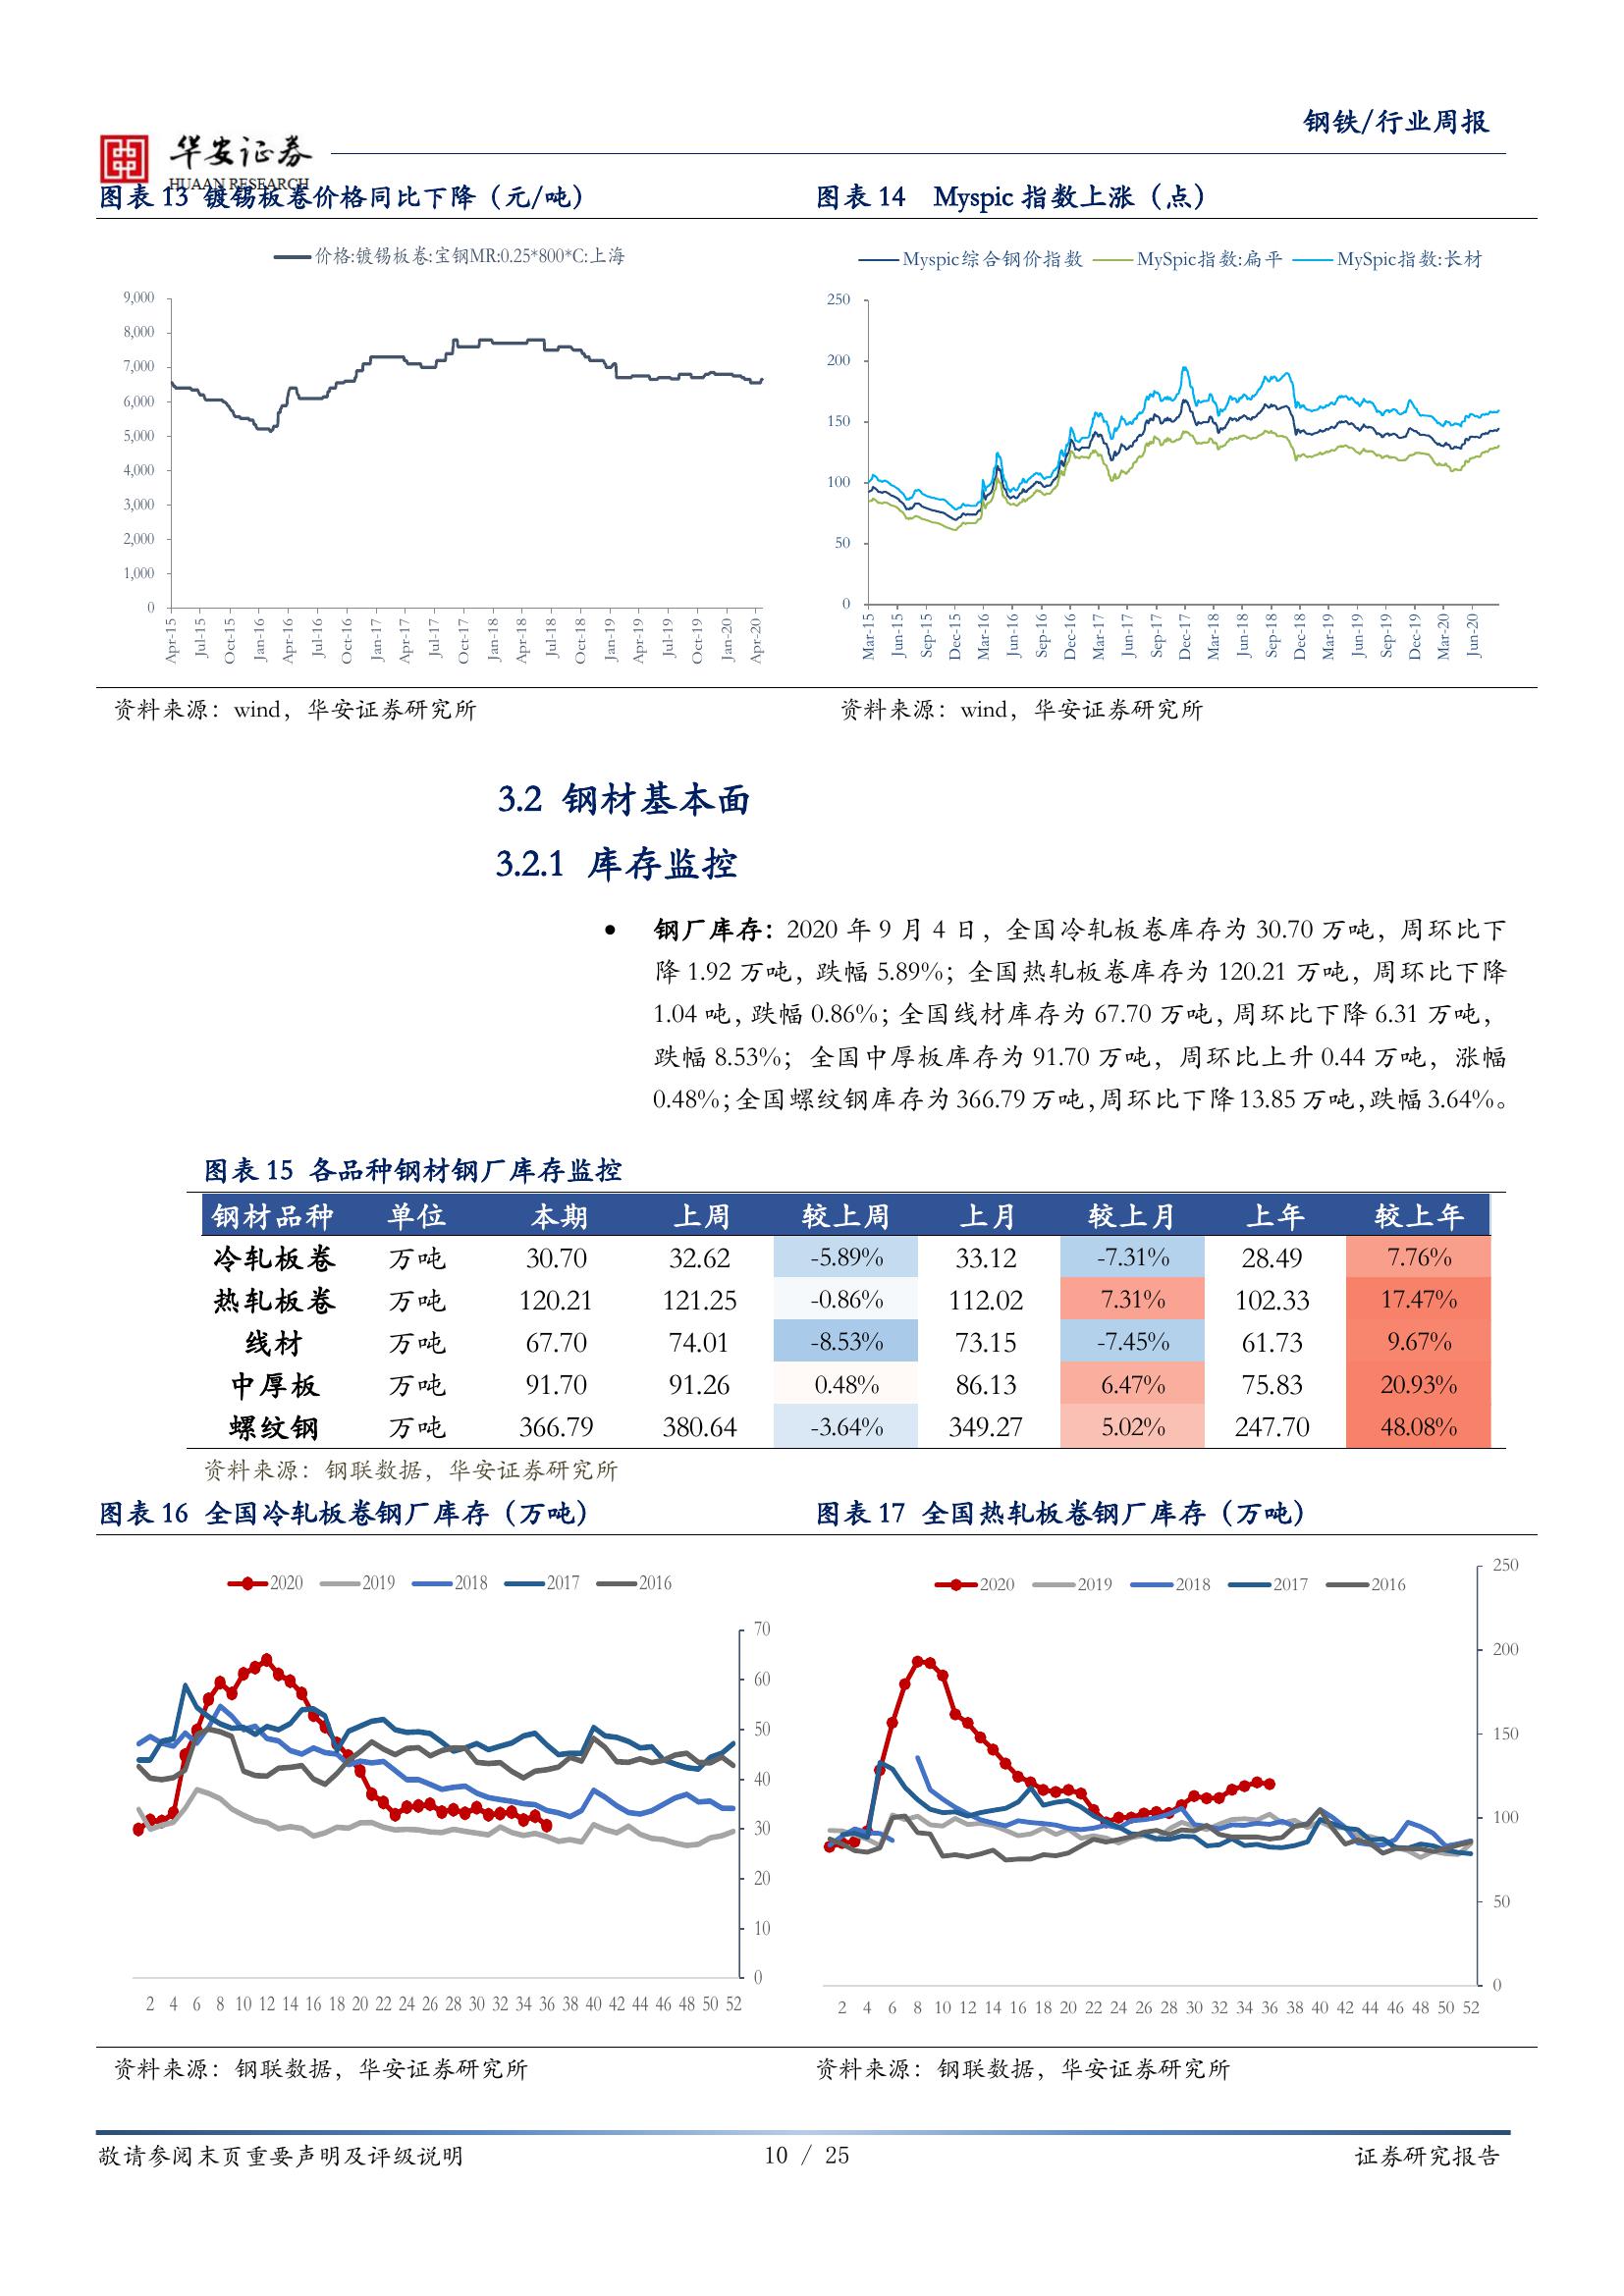 钢铁/行业周报
华安证券
HUAAN RESEARCH
图表 13 镀锡板卷价格同比下降（元/吨）
图表 14 Myspic 指数上涨（点）
价格:镀锡板卷:宝钢MR:0.25*800*C:上海
9,000
8,000
7,000
6,000
5,000
4,000
3,000
2,000
1,000
0
Apr-15 Jul-15 Oct-15 Jan-16 Apr-16 Jul-16 Oct-16 Jan-17 Apr-17 Jul-17 Oct-17 Jan-18 Apr-18 Jul-18 Oct-18 Jan-19 Apr-19 Jul-19 Oct-19 Jan-20 Apr-20
Myspic综合钢价指数 MySpic指数:扁平 MySpic指数:长材
250
200
150
100
50
0
Mar-15 Jun-15 Sep-15 Dec-15 Mar-16 Jun-16 Sep-16 Dec-16 Mar-17 Jun-17 Sep-17 Dec-17 Mar-18 Jun-18 Sep-18 Dec-18 Mar-19 Jun-19 Sep-19 Dec-19 Mar-20 Jun-20
资料来源：wind，华安证券研究所
资料来源：wind，华安证券研究所
3.2 钢材基本面
3.2.1 库存监控
• 钢厂库存：2020 年 9 月 4 日，全国冷轧板卷库存为 30.70 万吨，周环比下
降 1.92 万吨，跌幅 5.89%；全国热轧板卷库存为 120.21 万吨，周环比下降
1.04 吨，跌幅 0.86%；全国线材库存为 67.70 万吨，周环比下降 6.31 万吨，
跌幅 8.53%；全国中厚板库存为 91.70 万吨，周环比上升 0.44 万吨，涨幅
0.48%；全国螺纹钢库存为 366.79 万吨，周环比下降 13.85 万吨，跌幅 3.64%。
图表 15 各品种钢材钢厂库存监控
钢材品种 单位 本期 上周 较上周 上月 较上月 上年 较上年
冷轧板卷 万吨 30.70 32.62 -5.89% 33.12 -7.31% 28.49 7.76%
热轧板卷 万吨 120.21 121.25 -0.86% 112.02 7.31% 102.33 17.47%
线材 万吨 67.70 74.01 -8.53% 73.15 -7.45% 61.73 9.67%
中厚板 万吨 91.70 91.26 0.48% 86.13 6.47% 75.83 20.93%
螺纹钢 万吨 366.79 380.64 -3.64% 349.27 5.02% 247.70 48.08%
资料来源：钢联数据，华安证券研究所
图表 16 全国冷轧板卷钢厂库存（万吨）
图表 17 全国热轧板卷钢厂库存（万吨）
2020 2019 2018 2017 2016
70
60
50
40
30
20
10
0
2 4 6 8 10 12 14 16 18 20 22 24 26 28 30 32 34 36 38 40 42 44 46 48 50 52
2020 2019 2018 2017 2016
250
200
150
100
50
0
2 4 6 8 10 12 14 16 18 20 22 24 26 28 30 32 34 36 38 40 42 44 46 48 50 52
资料来源：钢联数据，华安证券研究所
资料来源：钢联数据，华安证券研究所
敬请参阅末页重要声明及评级说明
10 / 25
证券研究报告